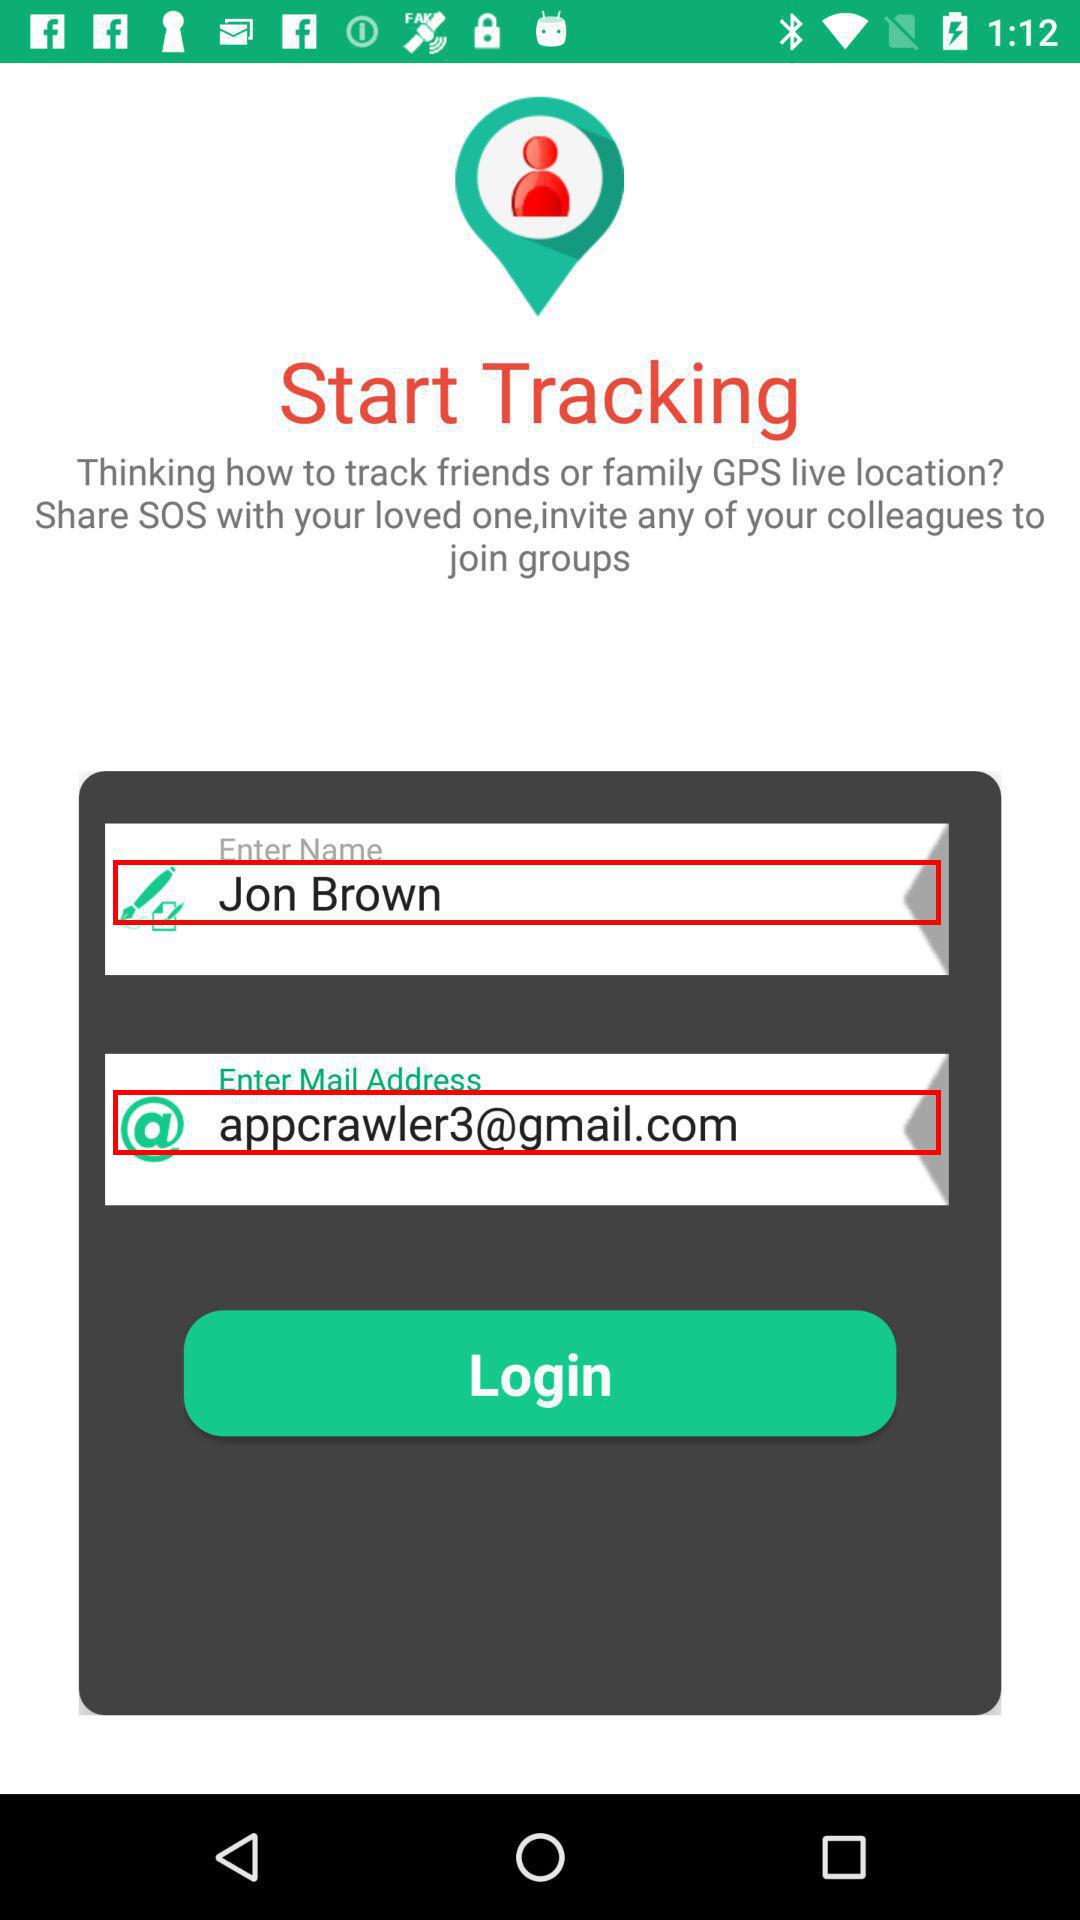 FAKE
1:12
Start Tracking
Thinking how to track friends or family GPS live location?
Share SOS with your loved one,invite any of your colleagues to
join groups
Enter Name
Jon Brown
Enter Mail Address
@
appcrawler3@gmail.com
Login